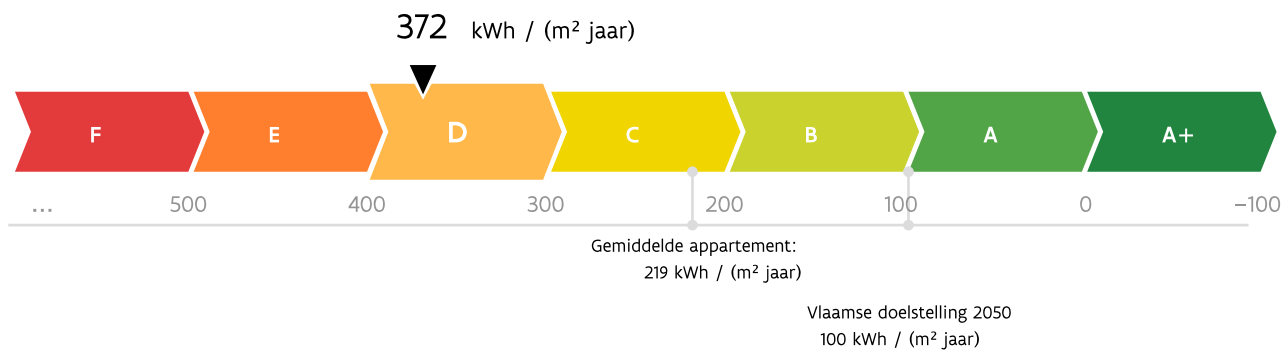 372 kWh / (m² jaar)
F E D C B A A+
... 500 400 300 200 100 0 –100
Gemiddelde appartement:
219 kWh / (m² jaar)
Vlaamse doelstelling 2050
100 kWh / (m² jaar)